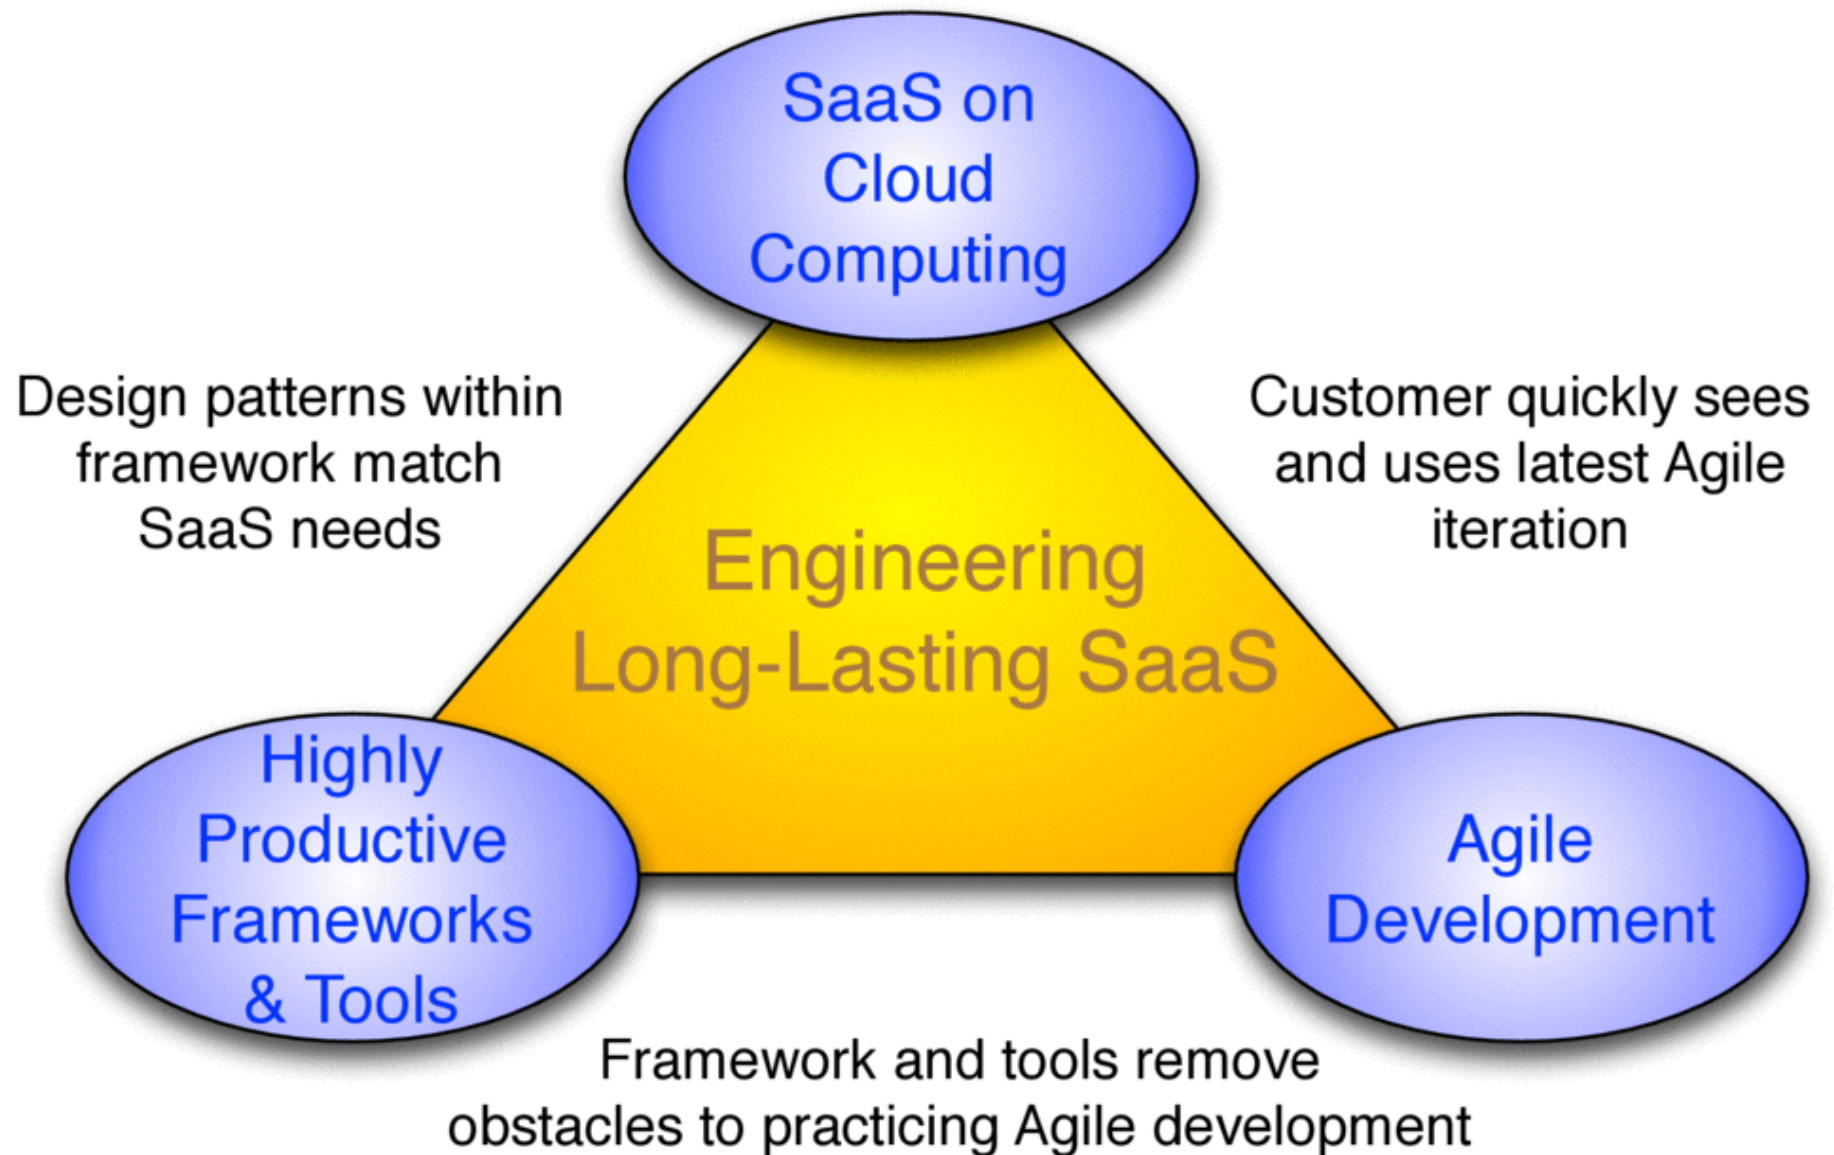 SaaS on
Cloud
Computing
Design patterns within
framework match
SaaS needs
Customer quickly sees
and uses latest Agile
iteration
Engineering
Long-Lasting SaaS
Highly
Productive
Frameworks
& Tools
Agile
Development
Framework and tools remove
obstacles to practicing Agile development